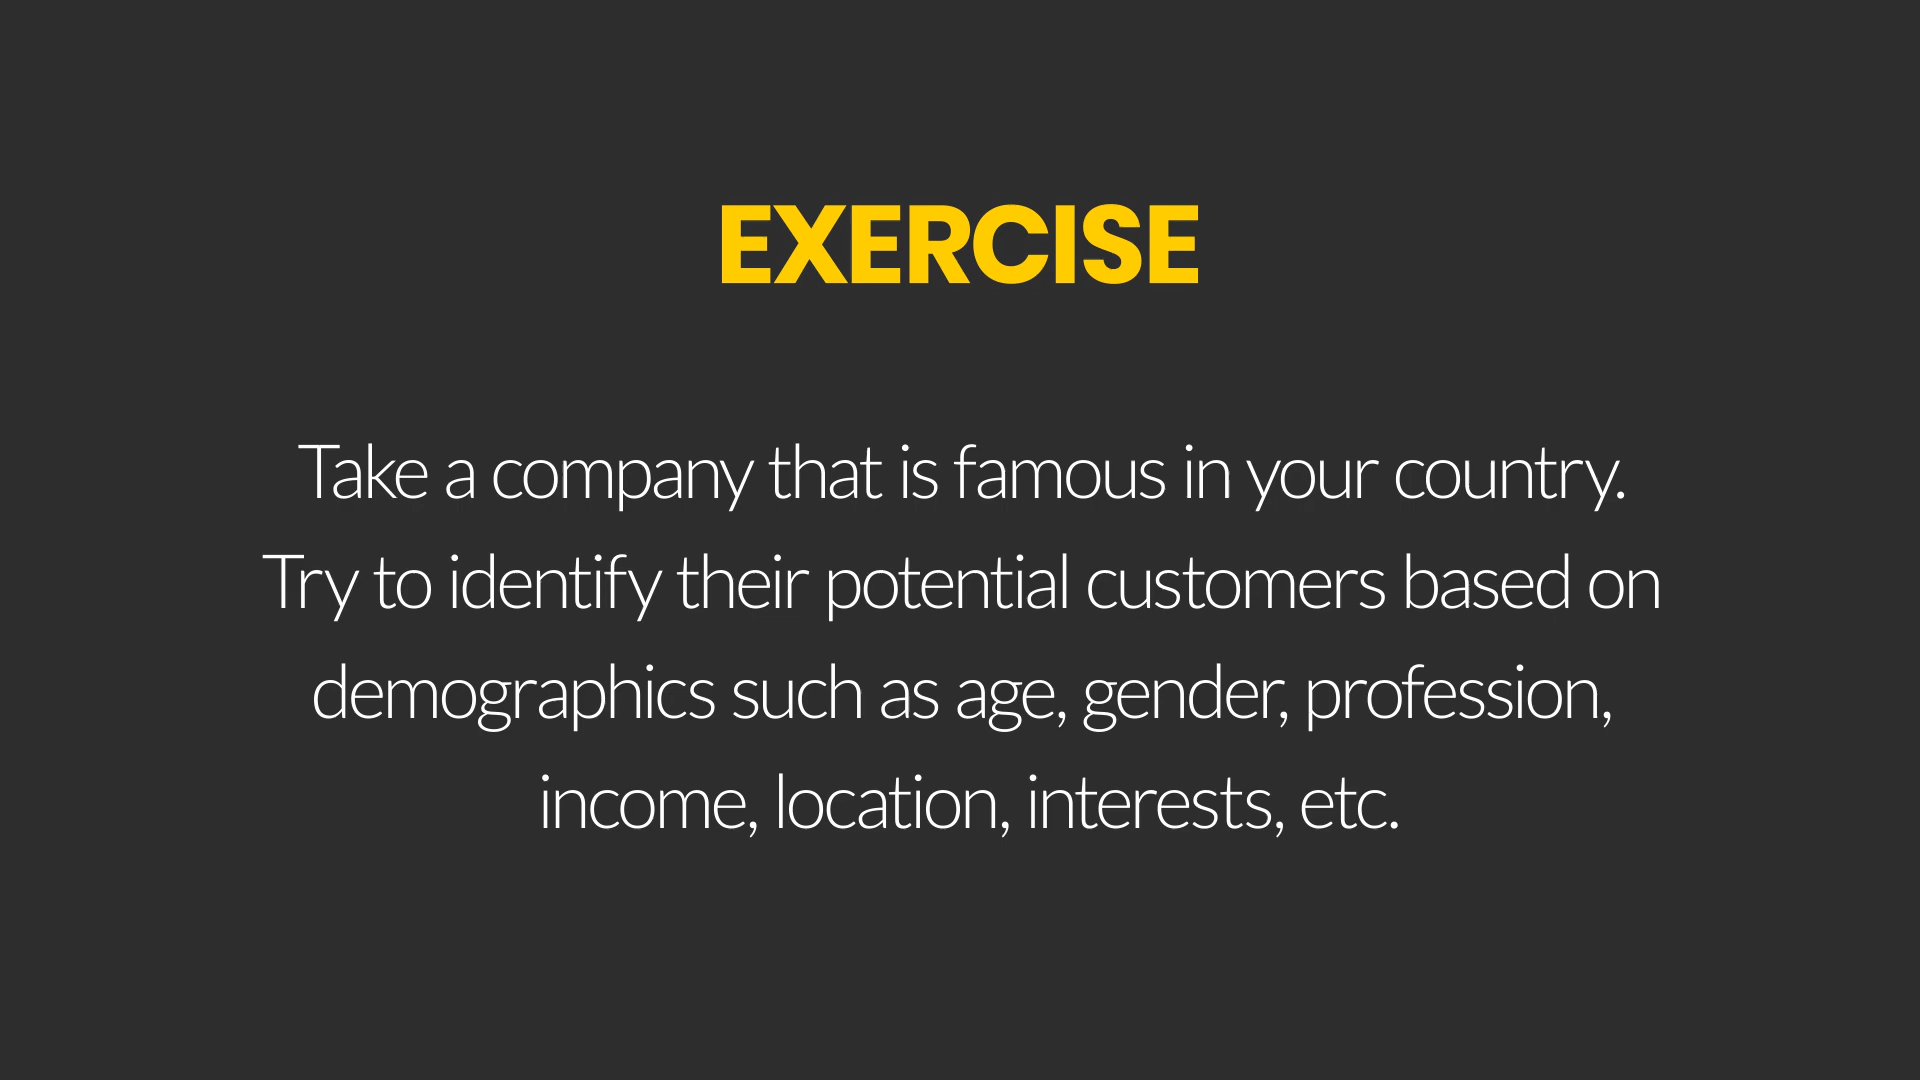 EXERCISE
Take a company that is famous in your country.
Try to identify their potential customers based on
demographics such as age, gender, profession,
income, location, interests, etc.